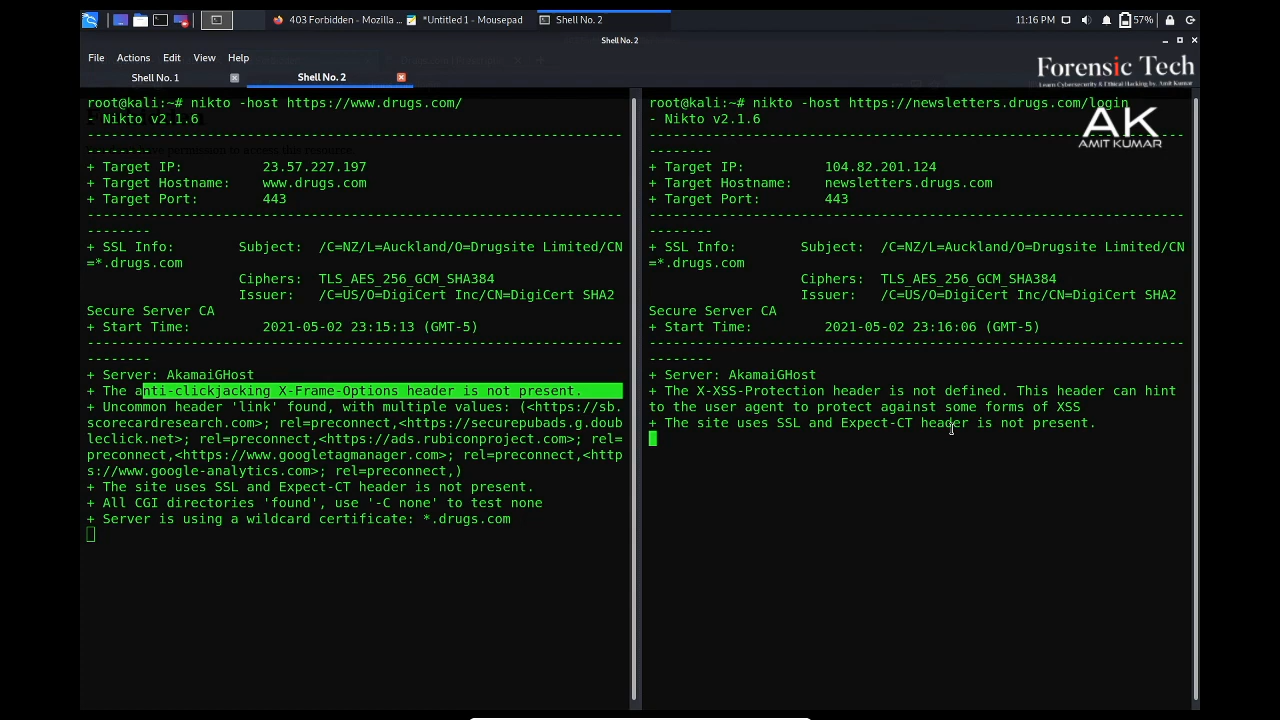 403 Forbidden - Mozilla ...
*Untitled 1 - Mousepad
Shell No. 2
11:16 PM
57%
Shell No. 2
File Actions Edit View Help
Shell No. 1
Shell No. 2
Forensic Tech
Learn Cybersecurity & Ethical Hacking by Amit Kumar
AK
AMIT KUMAR
root@kali:~# nikto -host https://www.drugs.com/
- Nikto v2.1.6
---------------------------------------------------------------------------
+ Target IP: 23.57.227.197
+ Target Hostname: www.drugs.com
+ Target Port: 443
---------------------------------------------------------------------------
+ SSL Info: Subject: /C=NZ/L=Auckland/O=Drugsite Limited/CN
=*.drugs.com
Ciphers: TLS_AES_256_GCM_SHA384
Issuer: /C=US/O=DigiCert Inc/CN=DigiCert SHA2
Secure Server CA
+ Start Time: 2021-05-02 23:15:13 (GMT-5)
---------------------------------------------------------------------------
+ Server: AkamaiGHost
+ The anti-clickjacking X-Frame-Options header is not present.
+ Uncommon header 'link' found, with multiple values: (<https://sb.
scorecardresearch.com>; rel=preconnect,<https://securepubads.g.dou
bleclick.net>; rel=preconnect,<https://ads.rubiconproject.com>; rel=
preconnect,<https://www.googletagmanager.com>; rel=preconnect,<http
s://www.google-analytics.com>; rel=preconnect,)
+ The site uses SSL and Expect-CT header is not present.
+ All CGI directories 'found', use '-C none' to test none
+ Server is using a wildcard certificate: *.drugs.com
root@kali:~# nikto -host https://newsletters.drugs.com/login
- Nikto v2.1.6
---------------------------------------------------------------------------
+ Target IP: 104.82.201.124
+ Target Hostname: newsletters.drugs.com
+ Target Port: 443
---------------------------------------------------------------------------
+ SSL Info: Subject: /C=NZ/L=Auckland/O=Drugsite Limited/CN
=*.drugs.com
Ciphers: TLS_AES_256_GCM_SHA384
Issuer: /C=US/O=DigiCert Inc/CN=DigiCert SHA2
Secure Server CA
+ Start Time: 2021-05-02 23:16:06 (GMT-5)
---------------------------------------------------------------------------
+ Server: AkamaiGHost
+ The X-XSS-Protection header is not defined. This header can hint
to the user agent to protect against some forms of XSS
+ The site uses SSL and Expect-CT header is not present.